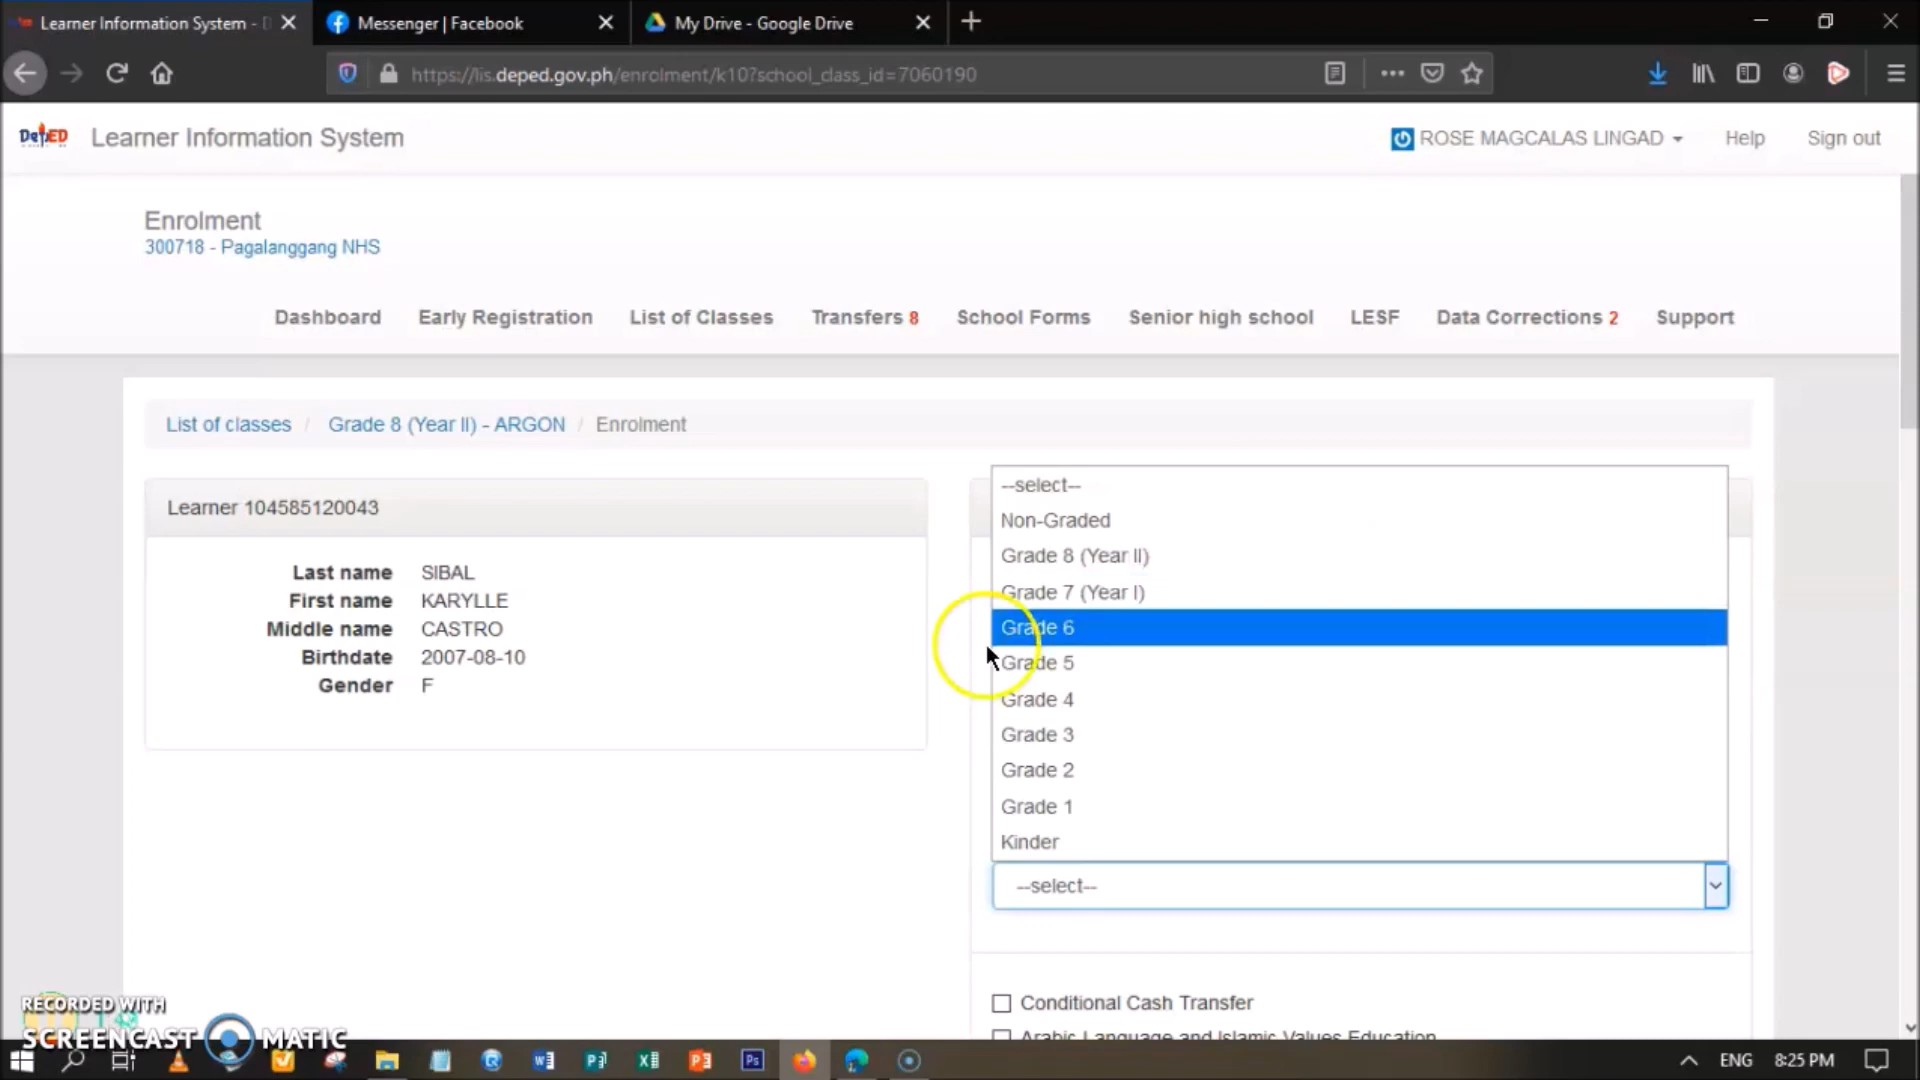 Learner Information System - D
Messenger | Facebook
My Drive - Google Drive
https://lis.deped.gov.ph/enrolment/k10?school_class_id=7060190
DepED
Learner Information System
ROSE MAGCALAS LINGAD
Help
Sign out
Enrolment
300718 - Pagalanggang NHS
Dashboard
Early Registration
List of Classes
Transfers 8
School Forms
Senior high school
LESF
Data Corrections 2
Support
List of classes / Grade 8 (Year II) - ARGON / Enrolment
Learner 104585120043
Last name SIBAL
First name KARYLLE
Middle name CASTRO
Birthdate 2007-08-10
Gender F
--select--
Non-Graded
Grade 8 (Year II)
Grade 7 (Year I)
Grade 6
Grade 5
Grade 4
Grade 3
Grade 2
Grade 1
Kinder
--select--
Conditional Cash Transfer
Arabic Language and Islamic Values Education
RECORDED WITH
SCREENCAST MATIC
ENG
8:25 PM